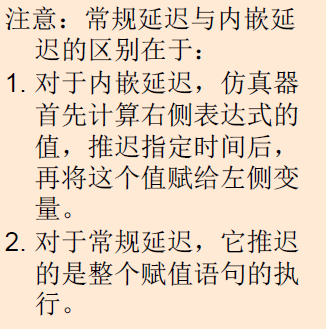 注意：常规延迟与内嵌延
迟的区别在于：
1. 对于内嵌延迟，仿真器
首先计算右侧表达式的
值，推迟指定时间后，
再将这个值赋给左侧变
量。
2. 对于常规延迟，它推迟
的是整个赋值语句的执
行。